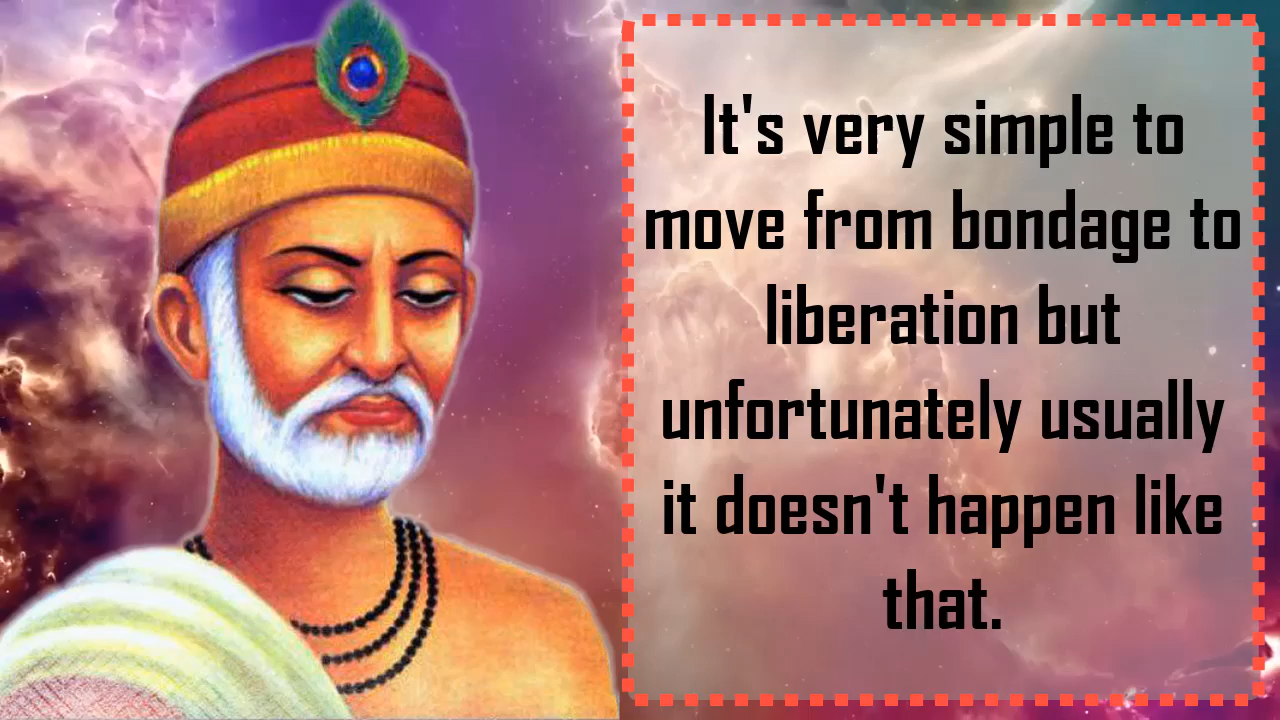 It's very simple to
move from bondage to
liberation but
unfortunately usually
it doesn't happen like
that.